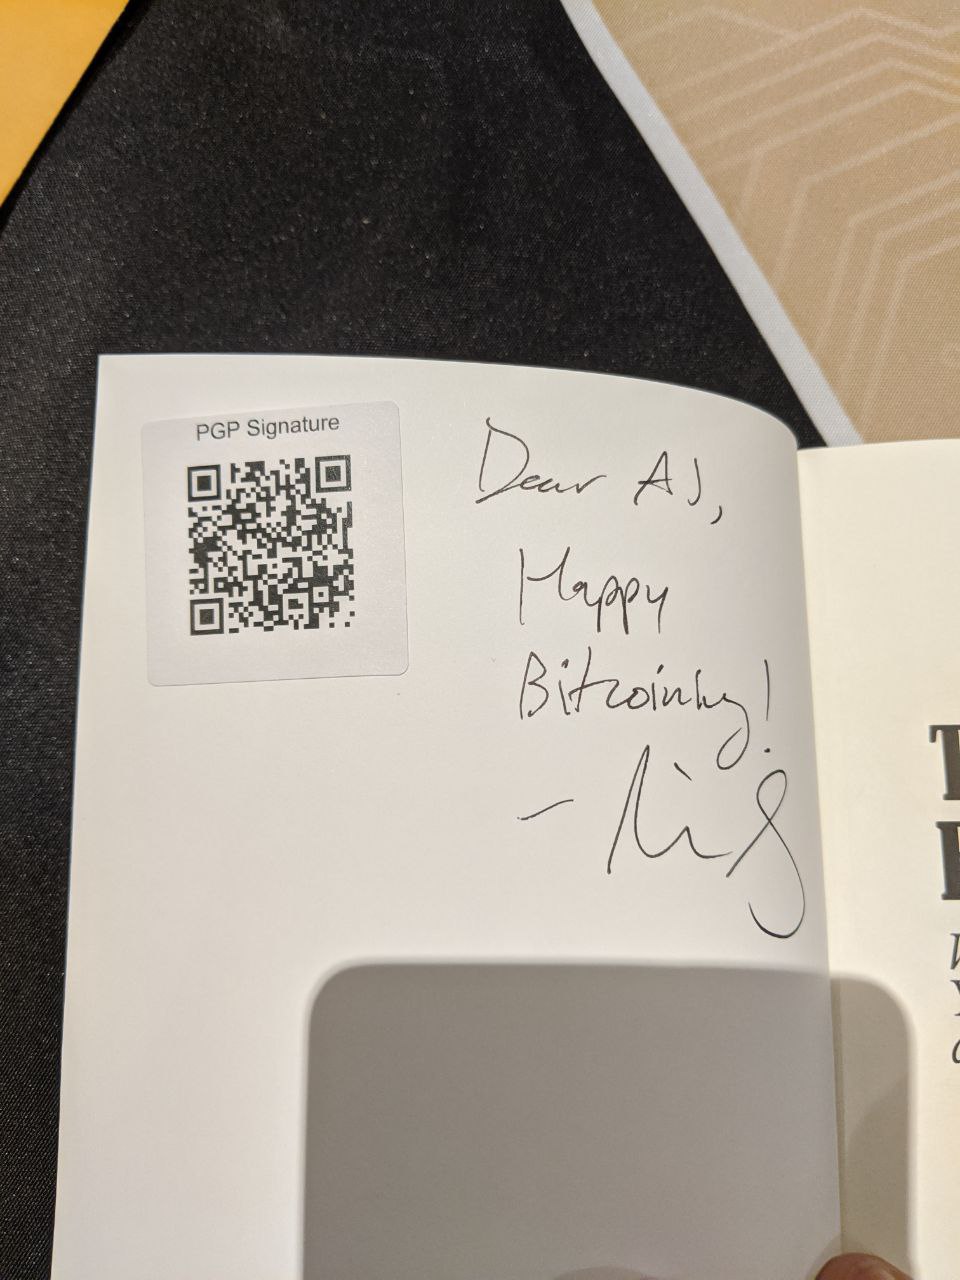 PGP Signature
Dear AJ,
Happy
Bitcoining!